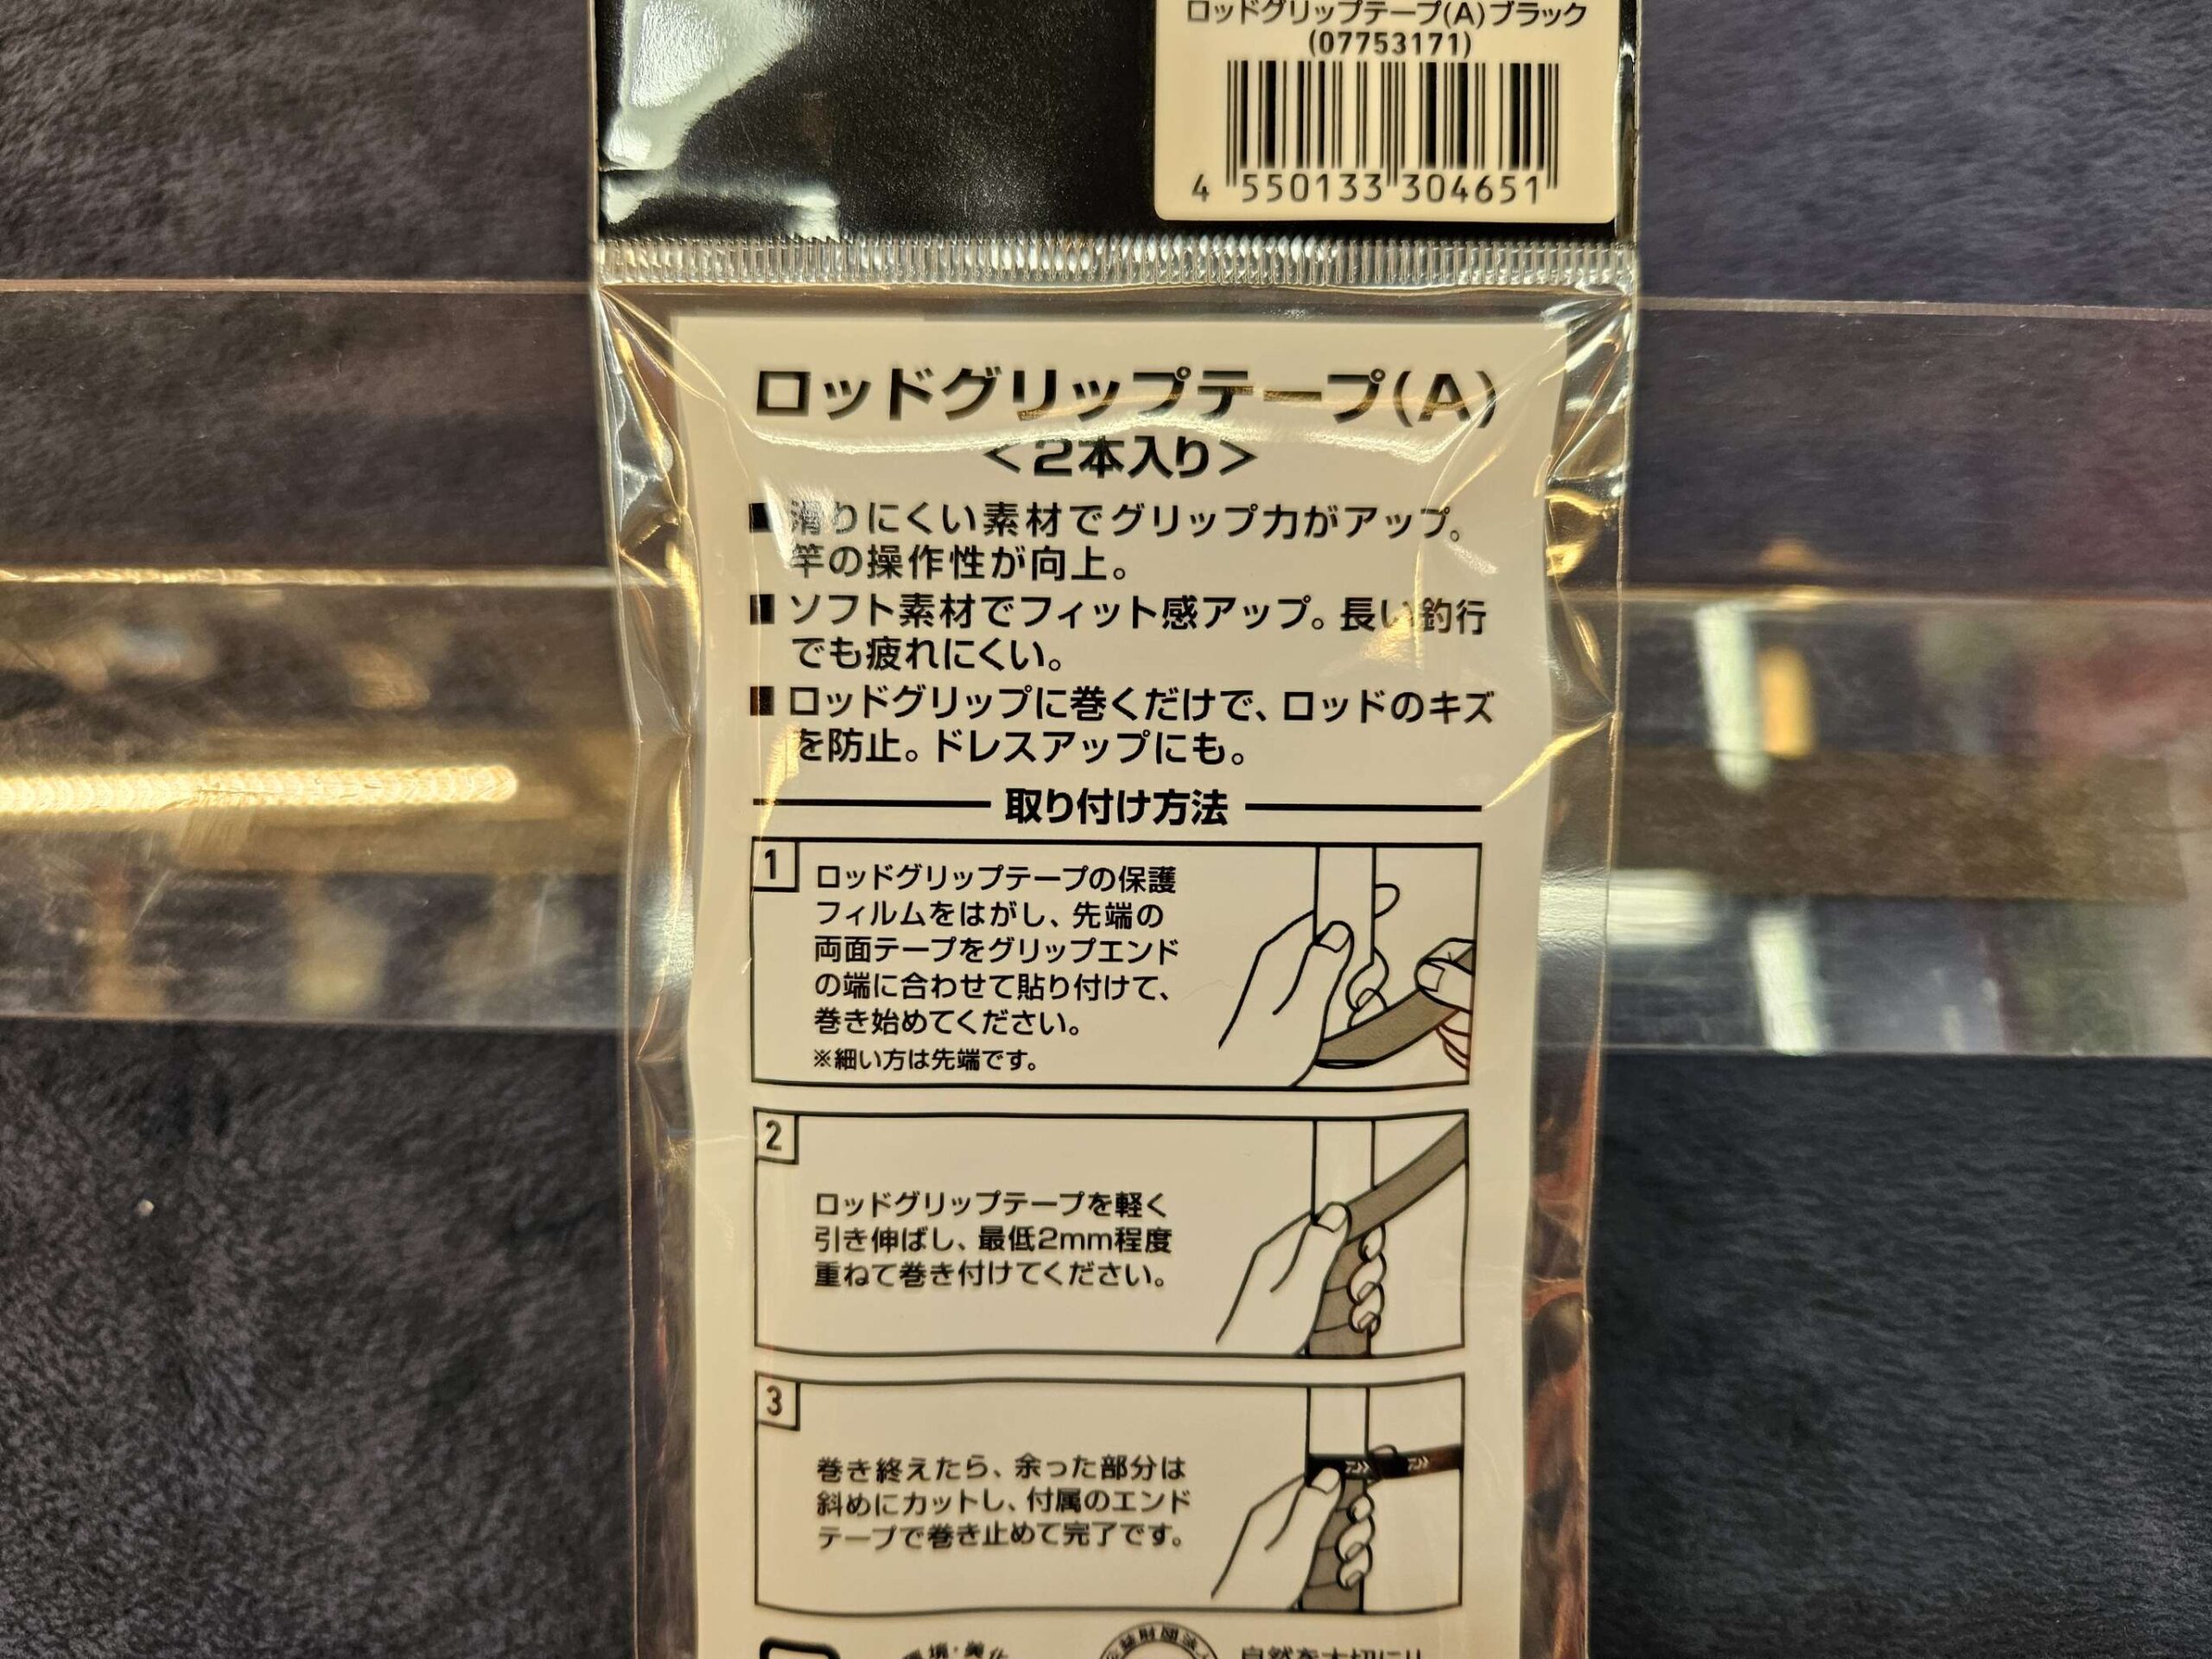 ロッドグリップテープ(A)ブラック
(07753171)
4 550133 304651
ロッドグリップテープ(A)
<2本入り>
■ 滑りにくい素材でグリップ力がアップ。
竿の操作性が向上。
■ ソフト素材でフィット感アップ。長い釣行
でも疲れにくい。
■ ロッドグリップに巻くだけで、ロッドのキズ
を防止。ドレスアップにも。
取り付け方法
1
ロッドグリップテープの保護
フィルムをはがし、先端の
両面テープをグリップエンド
の端に合わせて貼り付けて、
巻き始めてください。
※細い方は先端です。
2
ロッドグリップテープを軽く
引き伸ばし、最低2mm程度
重ねて巻き付けてください。
3
巻き終えたら、余った部分は
斜めにカットし、付属のエンド
テープで巻き止めて完了です。